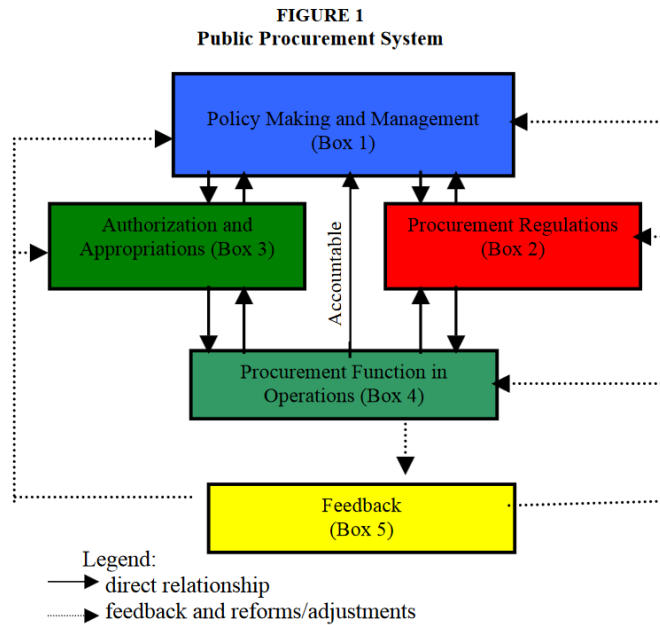 FIGURE 1
Public Procurement System
Policy Making and Management
(Box 1)
Authorization and
Appropriations (Box 3)
Accountable
Procurement Regulations
(Box 2)
Procurement Function in
Operations (Box 4)
Feedback
(Box 5)
Legend:
direct relationship
feedback and reforms/adjustments